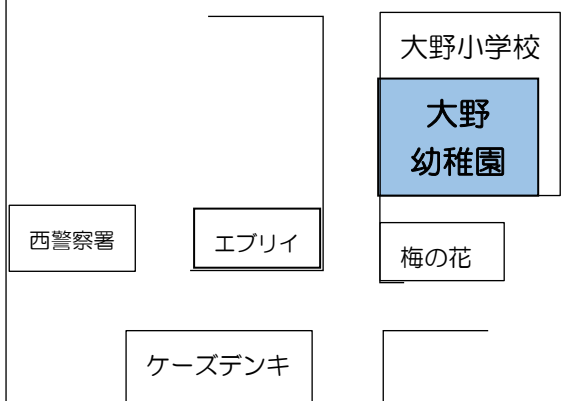 大野小学校
大野
幼稚園
西警察署
エブリイ
梅の花
ケーズデンキ